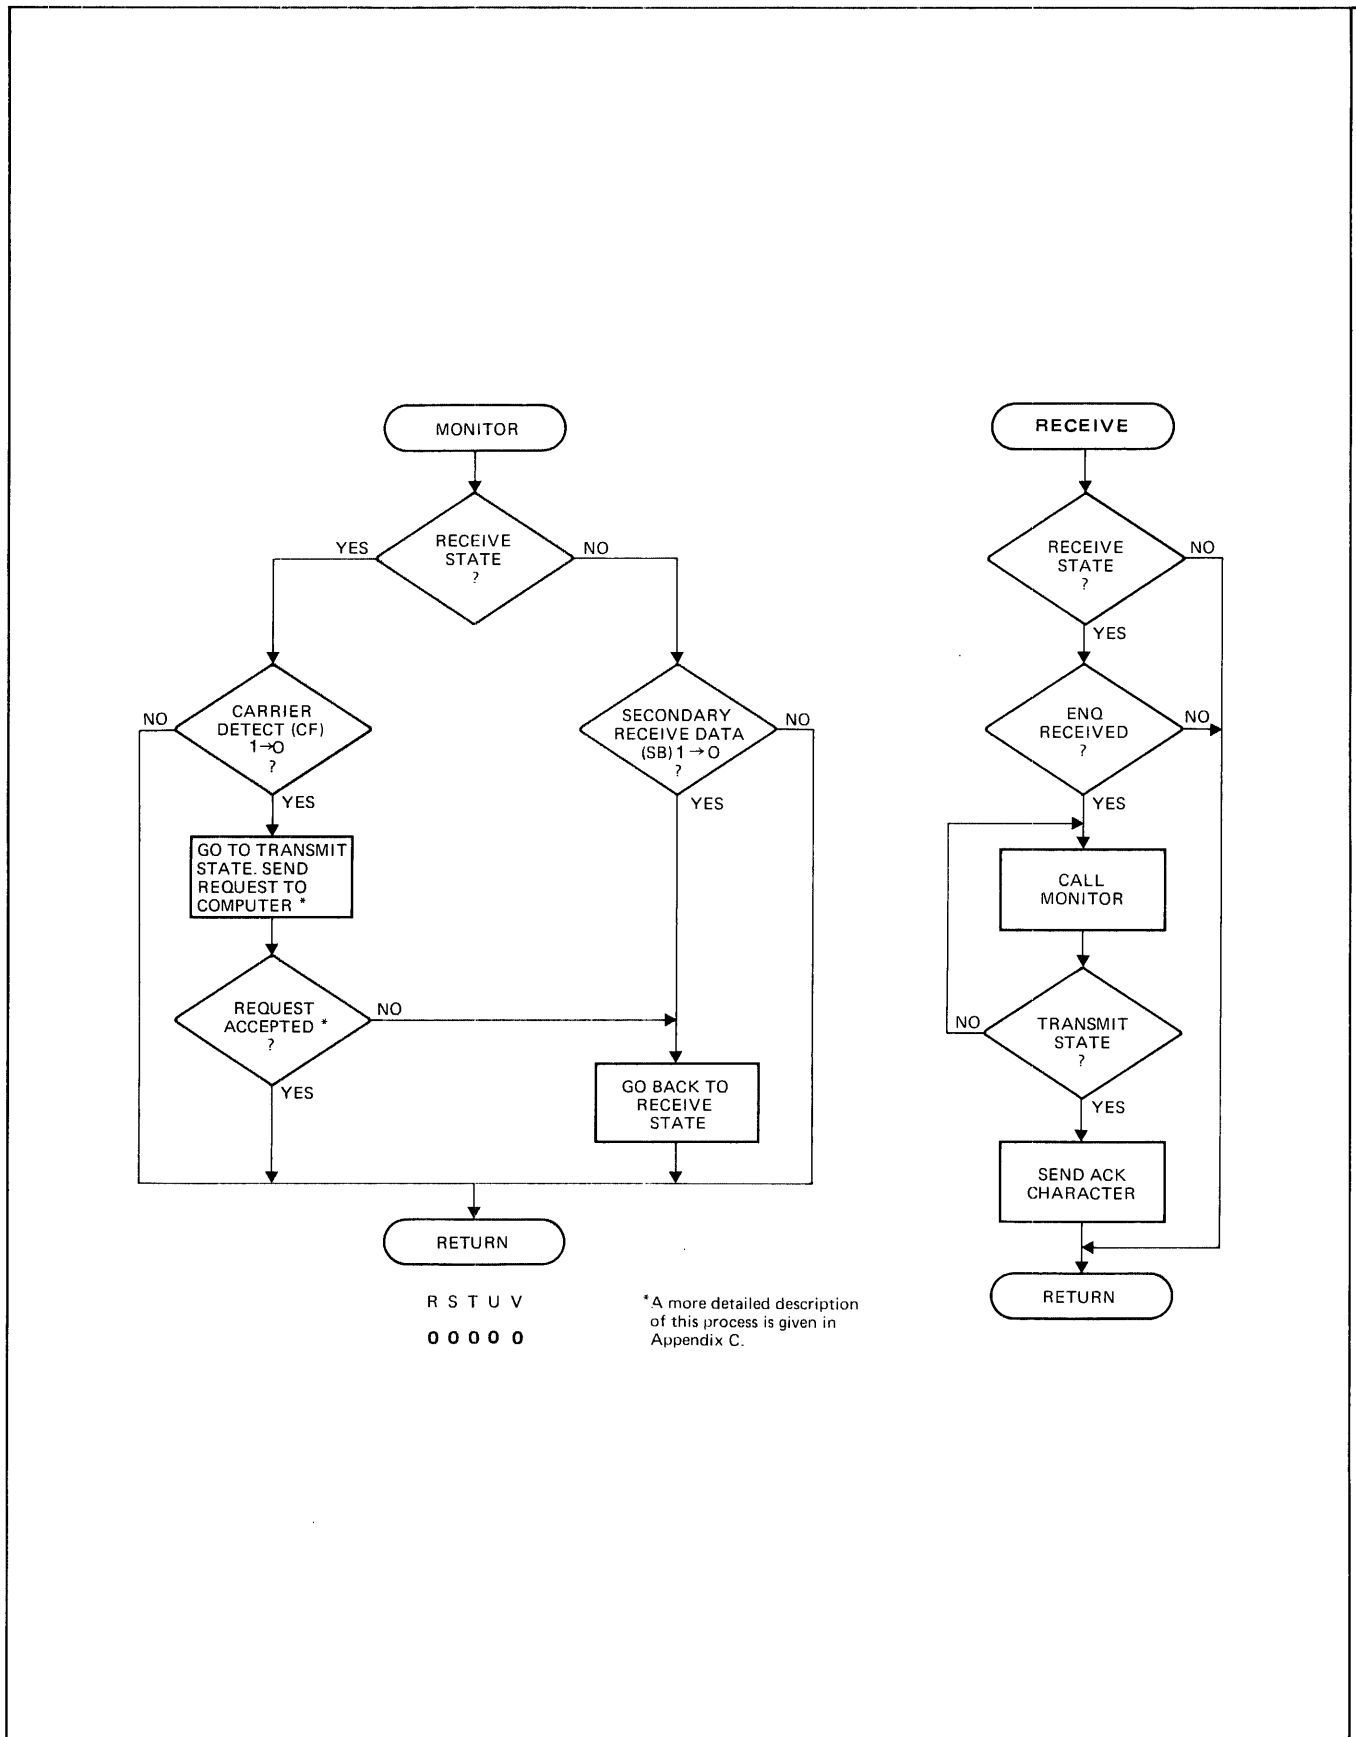 MONITOR
RECEIVE
STATE
?
YES
NO
CARRIER
DETECT (CF)
1→0
?
NO
YES
SECONDARY
RECEIVE DATA
(SB) 1→0
?
NO
YES
GO TO TRANSMIT
STATE. SEND
REQUEST TO
COMPUTER *
REQUEST
ACCEPTED *
?
NO
YES
GO BACK TO
RECEIVE
STATE
RETURN
R S T U V
0 0 0 0 0
*A more detailed description
of this process is given in
Appendix C.
RECEIVE
RECEIVE
STATE
?
NO
YES
ENQ
RECEIVED
?
NO
YES
CALL
MONITOR
TRANSMIT
STATE
?
NO
YES
SEND ACK
CHARACTER
RETURN